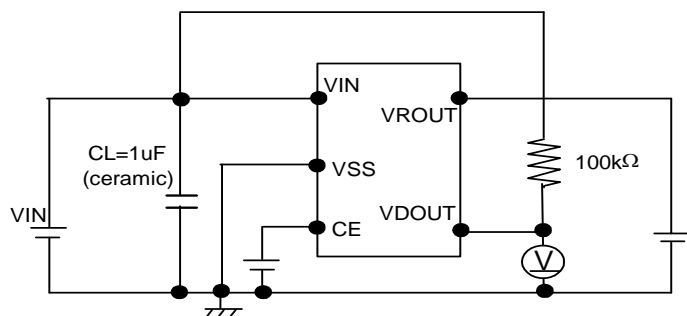 VIN
VROUT
CL=1uF
(ceramic)
100kΩ
VSS
VIN
VDOUT
CE
V